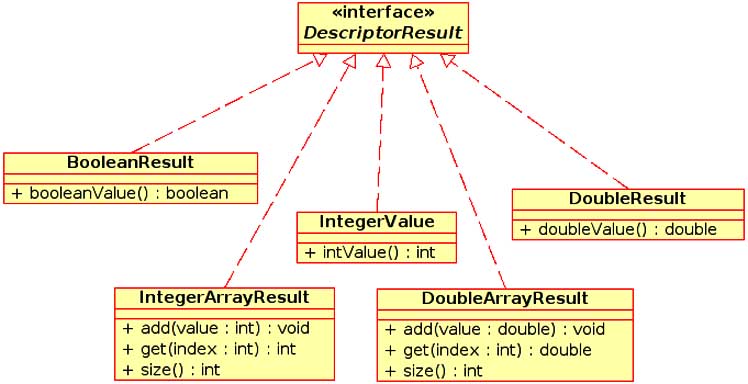 «interface»
DescriptorResult
BooleanResult
+ booleanValue() : boolean
IntegerValue
+ intValue() : int
DoubleResult
+ doubleValue() : double
IntegerArrayResult
+ add(value : int) : void
+ get(index : int) : int
+ size() : int
DoubleArrayResult
+ add(value : double) : void
+ get(index : int) : double
+ size() : int